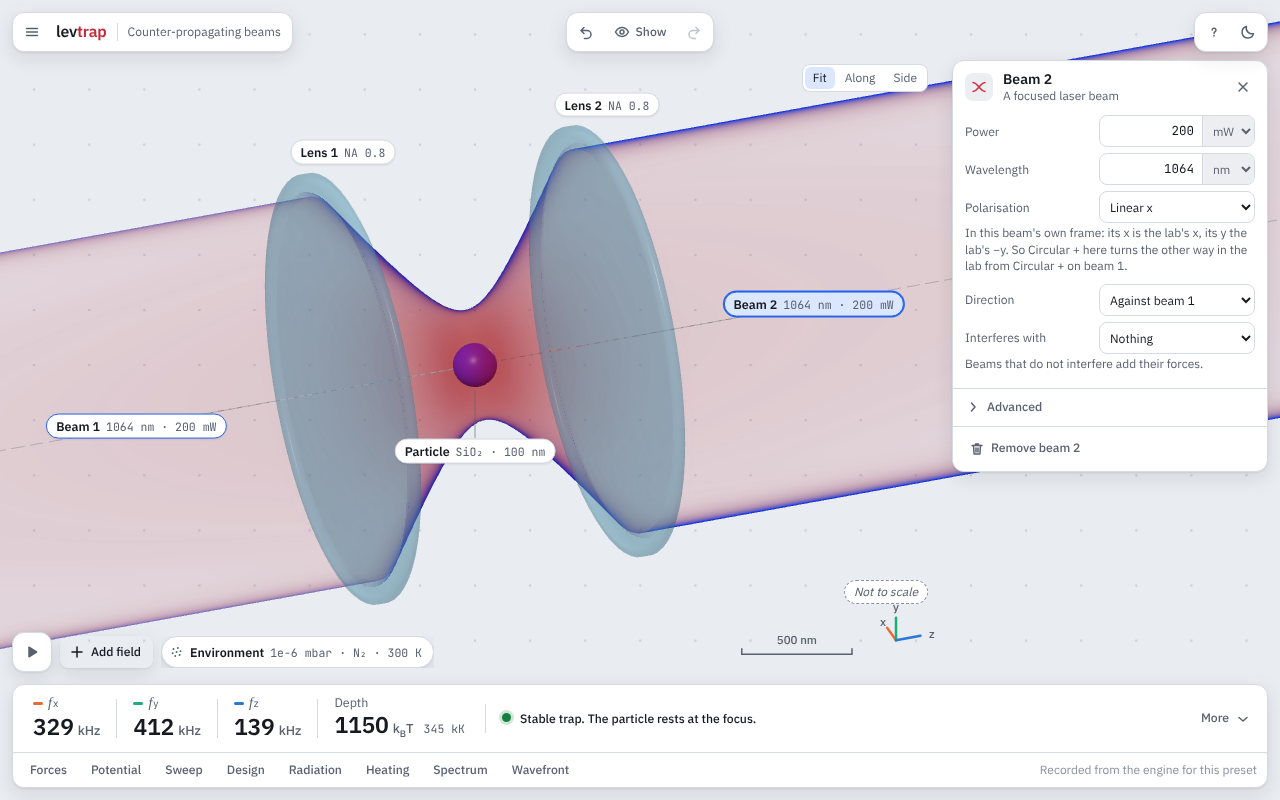 levtrap
Counter-propagating beams
Show
?
Fit Along Side
Beam 2
A focused laser beam
Power 200 mW
Wavelength 1064 nm
Polarisation Linear x
In this beam's own frame: its x is the lab's x, its y the
lab's −y. So Circular + here turns the other way in the
lab from Circular + on beam 1.
Direction Against beam 1
Interferes with Nothing
Beams that do not interfere add their forces.
Advanced
Remove beam 2
Lens 2 NA 0.8
Lens 1 NA 0.8
Beam 2 1064 nm · 200 mW
Beam 1 1064 nm · 200 mW
Particle SiO₂ · 100 nm
Not to scale
y
x
z
500 nm
Add field
Environment 1e-6 mbar · N₂ · 300 K
fx
329 kHz
fy
412 kHz
fz
139 kHz
Depth
1150 kBT 345 kK
Stable trap. The particle rests at the focus.
More
Forces Potential Sweep Design Radiation Heating Spectrum Wavefront
Recorded from the engine for this preset